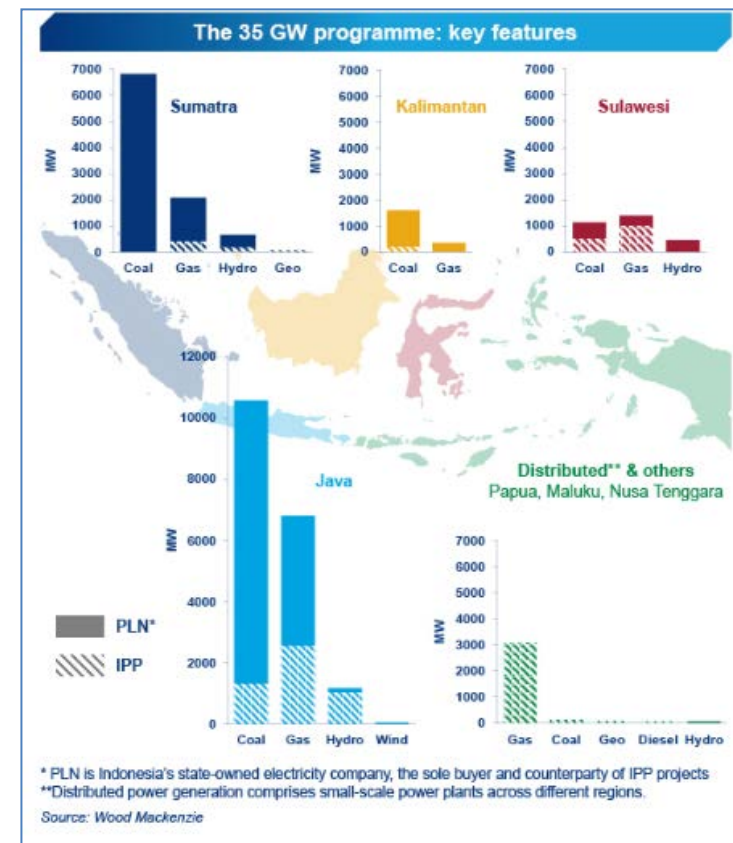 The 35 GW programme: key features
7000
6000
5000
4000
3000
2000
1000
0
MW
Sumatra
Coal Gas Hydro Geo
7000
6000
5000
4000
3000
2000
1000
0
MW
Kalimantan
Coal Gas
7000
6000
5000
4000
3000
2000
1000
0
MW
Sulawesi
Coal Gas Hydro
12000
10000
8000
6000
4000
2000
0
MW
Java
Coal Gas Hydro Wind
PLN*
IPP
Distributed** & others
Papua, Maluku, Nusa Tenggara
7000
6000
5000
4000
3000
2000
1000
0
MW
Gas Coal Geo Diesel Hydro
* PLN is Indonesia's state-owned electricity company, the sole buyer and counterparty of IPP projects
**Distributed power generation comprises small-scale power plants across different regions.
Source: Wood Mackenzie